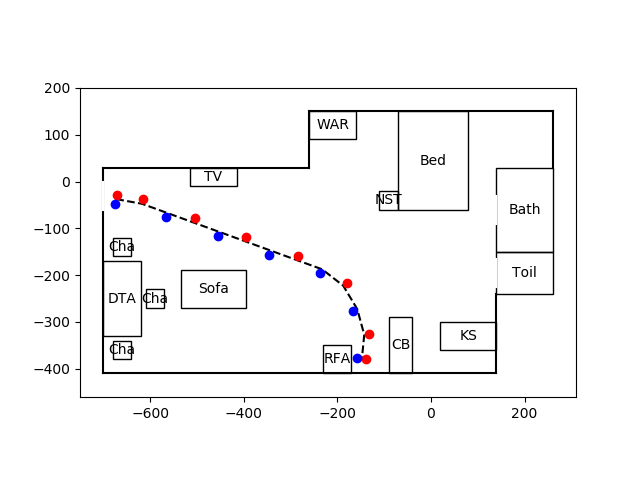 200
100
0
−100
−200
−300
−400
−600
−400
−200
0
200
WAR
TV
Bed
NST
Bath
Cha
Toil
DTA
Cha
Sofa
Cha
RFA
CB
KS